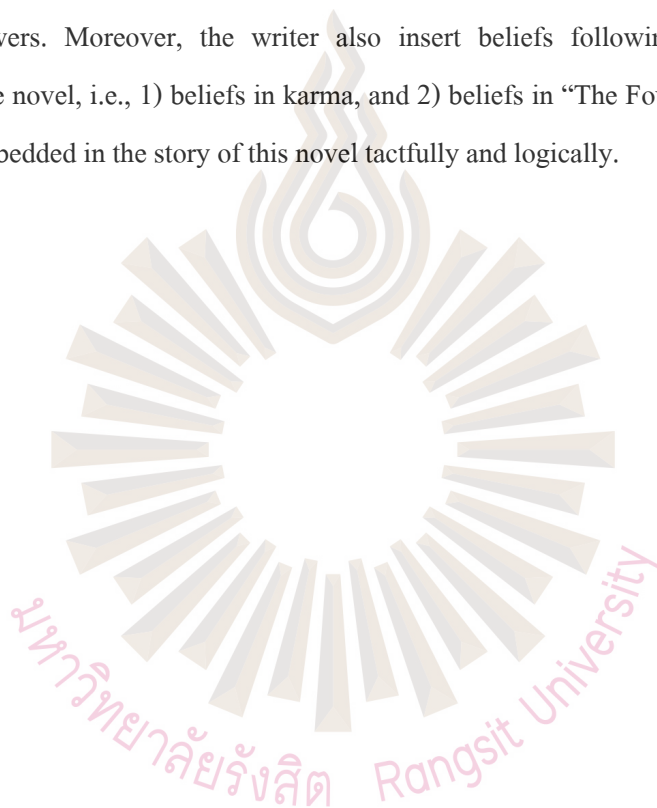 vers. Moreover, the writer also insert beliefs followin
e novel, i.e., 1) beliefs in karma, and 2) beliefs in “The Fo
bedded in the story of this novel tactfully and logically.
มหาวิทยาลัยรังสิต Rangsit University